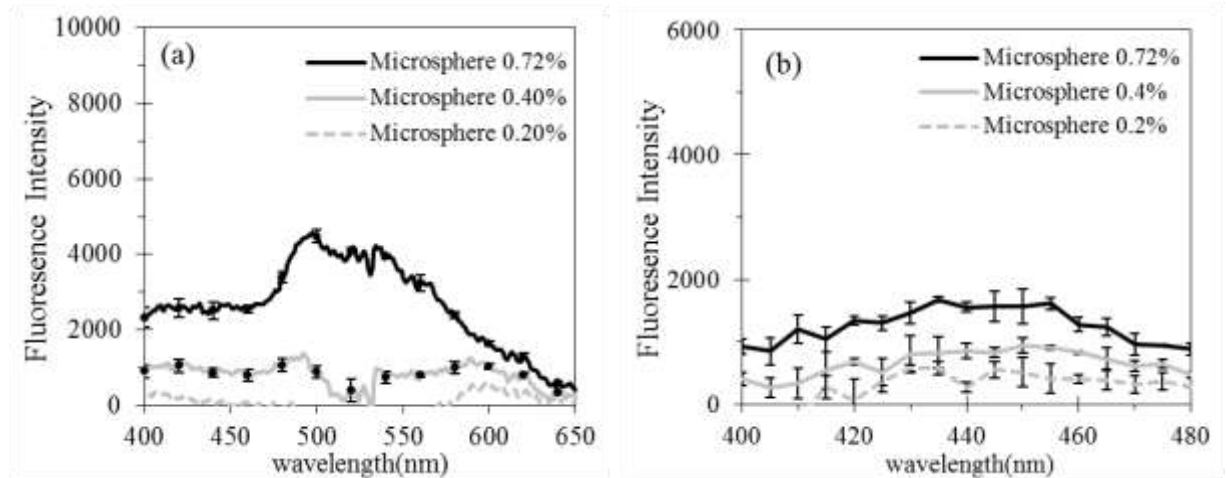 10000
8000
6000
4000
2000
0
Fluoresence Intensity
(a)
Microsphere 0.72%
Microsphere 0.40%
Microsphere 0.20%
400 450 500 550 600 650
wavelength(nm)
6000
4000
2000
0
Fluoresence Intensity
(b)
Microsphere 0.72%
Microsphere 0.4%
Microsphere 0.2%
400 420 440 460 480
wavelength(nm)